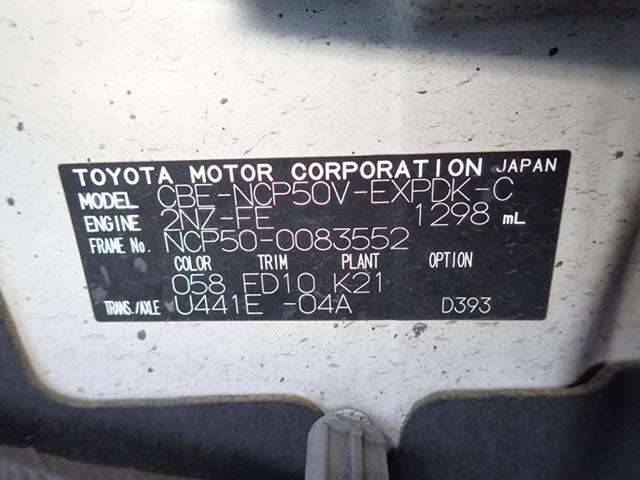 TOYOTA MOTOR CORPORATION JAPAN
MODEL CBE-NCP50V-EXPDK-C
ENGINE 2NZ-FE 1298 mL
FRAME No. NCP50-0083552
COLOR TRIM PLANT OPTION
058 FD10 K21
TRANS./AXLE U441E -04A D393